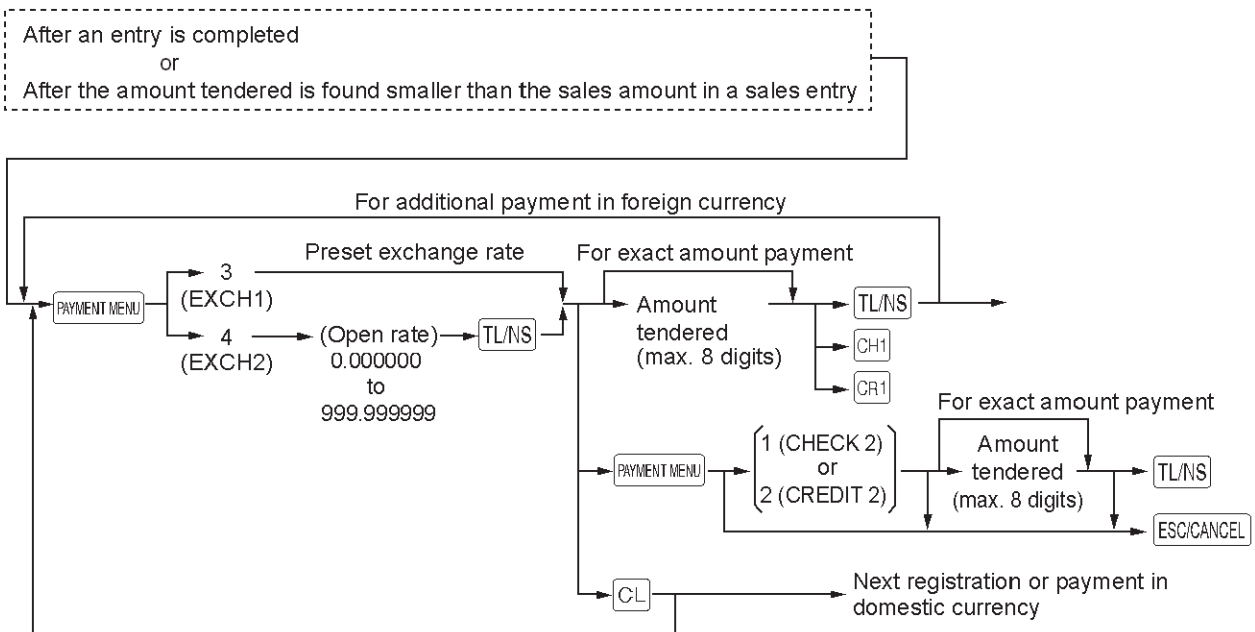 After an entry is completed
or
After the amount tendered is found smaller than the sales amount in a sales entry
For additional payment in foreign currency
Preset exchange rate
For exact amount payment
PAYMENT MENU
3
(EXCH1)
4
(EXCH2)
(Open rate)
0.000000
to
999.999999
TL/NS
Amount
tendered
(max. 8 digits)
TL/NS
CH1
CR1
For exact amount payment
PAYMENT MENU
1 (CHECK 2)
or
2 (CREDIT 2)
Amount
tendered
(max. 8 digits)
TL/NS
ESC/CANCEL
CL
Next registration or payment in
domestic currency